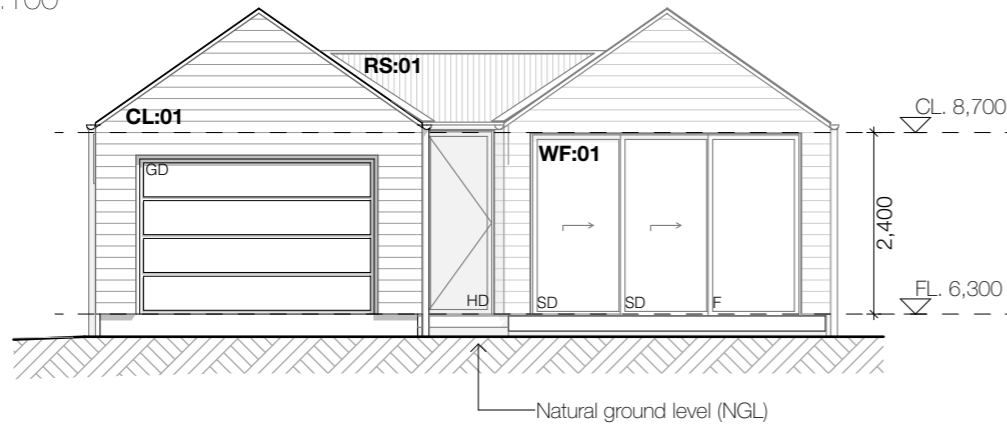 RS:01
CL:01
CL. 8,700
WF:01
GD
2,400
HD
SD
SD
F
FL. 6,300
Natural ground level (NGL)